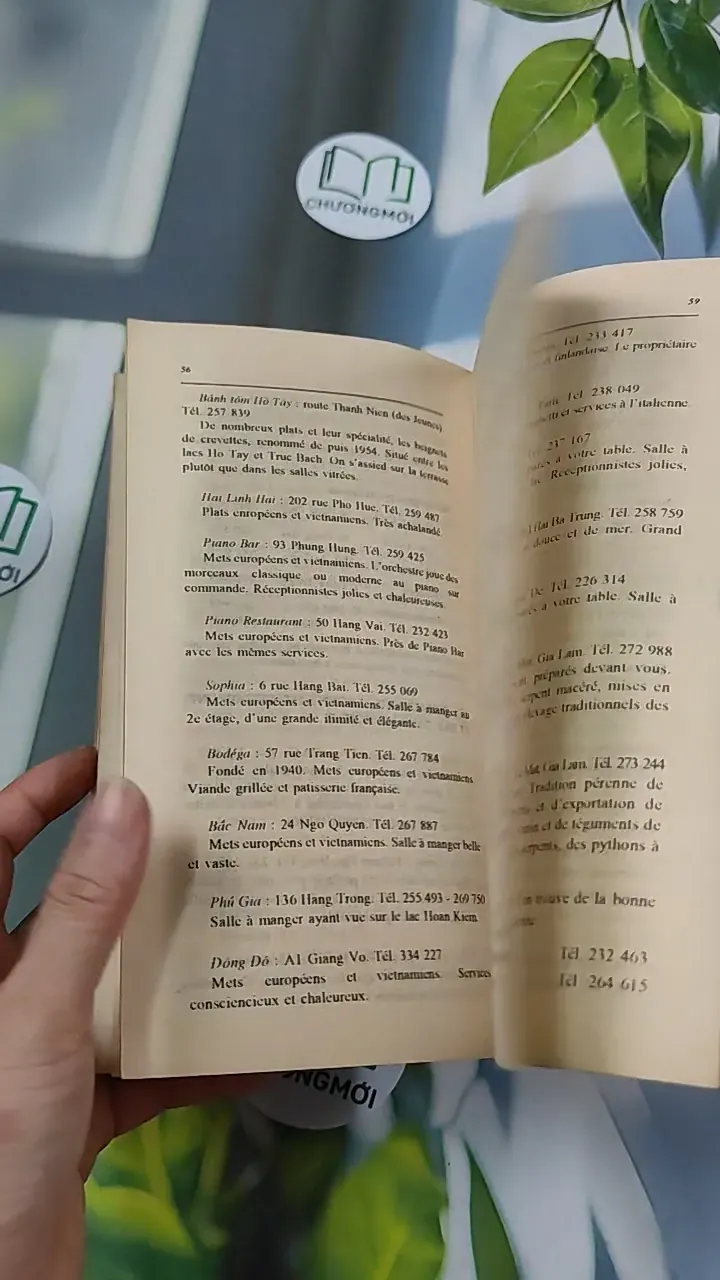 CHƯƠNGMỚI
56
Bánh tôm Hồ Tây : route Thanh Nien (des Jeunes)
Tél. 257 839
De nombreux plats et leur spécialité, les beignets
de crevettes, renommé de puis 1954. Situé entre les
lacs Ho Tay et Truc Bach. On s'assied sur la terrasse
plutôt que dans les salles vitrées.
Hai Linh Hai : 202 rue Pho Hue. Tél. 259 487
Plats enropéens et vietnamiens. Très achalandé.
Piano Bar : 93 Phung Hung. Tél. 259 425
Mets européens et vietnamiens. L'orchestre joue des
morceaux classique ou moderne au piano sur
commande. Réceptionnistes jolies et chaleureuses.
Piano Restaurant : 50 Hang Vai. Tél. 232 423
Mets européens et vietnamiens. Près de Piano Bar
avec les mêmes services.
Sophia : 6 rue Hang Bai. Tél. 255 069
Mets européens et vietnamiens. Salle à manger au
2e étage, d'une grande itimité et élégante.
Bodéga : 57 rue Trang Tien. Tél. 267 784
Fondé en 1940. Mets européens et vietnamiens
Viande grillée et patisserie française.
Bắc Nam : 24 Ngo Quyen. Tél. 267 887
Mets européens et vietnamiens. Salle à manger belle
et vaste.
Phú Gia : 136 Hang Trong. Tél. 255 493 - 269 750
Salle à manger ayant vue sur le lac Hoan Kiem
Đông Đô : A1 Giang Vo. Tél. 334 227
Mets européens et vietnamiens. Services
consciencieux et chaleureux.
59
Tél 233 417
finlandaise. Le propriétaire
Tel 238 049
et services à l'italienne.
237 167
à votre table. Salle à
Réceptionnistes jolies,
Hai Ba Trung. Tél. 258 759
douce et de mer. Grand
De Tél. 226 314
à votre table. Salle à
Gia Lam. Tél. 272 988
préparés devant vous.
macéré, mises en
traditionnels des
Mat, Gia Lam. Tél. 273 244
Tradition pérenne de
et d'exportation de
et de téguments de
des pythons à
trouve de la bonne
Tél 232 463
Tél 264 615
NGMỚI